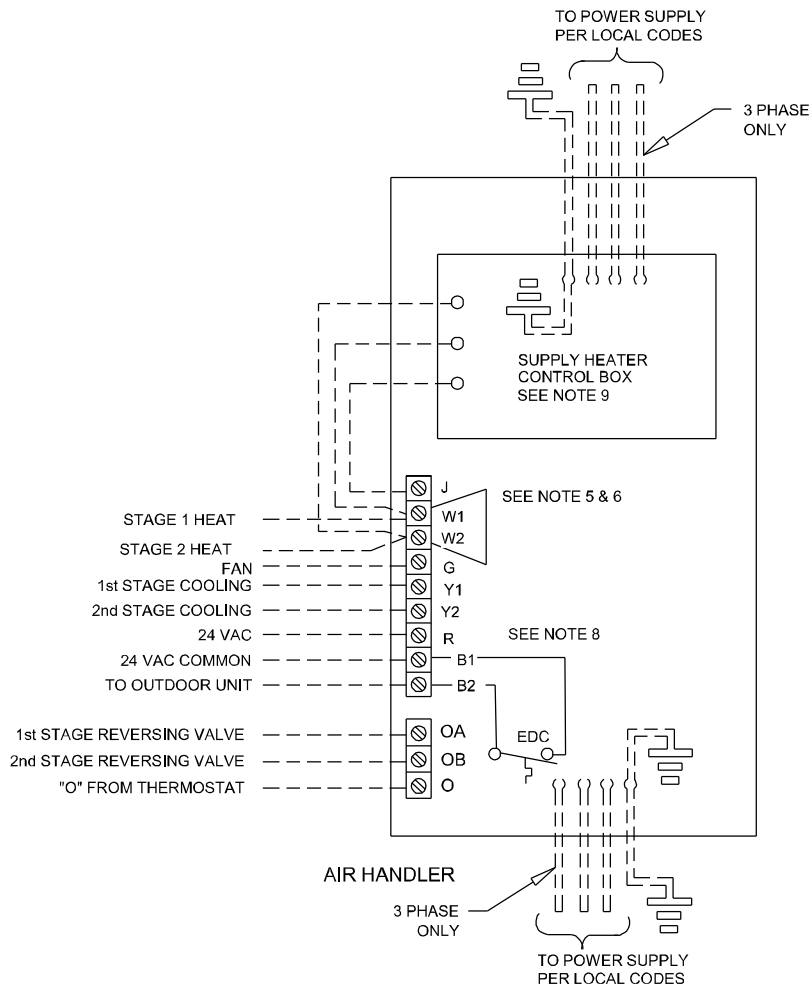 TO POWER SUPPLY
PER LOCAL CODES
3 PHASE
ONLY
SUPPLY HEATER
CONTROL BOX
SEE NOTE 9
J
SEE NOTE 5 & 6
STAGE 1 HEAT
W1
STAGE 2 HEAT
W2
FAN
G
1st STAGE COOLING
Y1
2nd STAGE COOLING
Y2
24 VAC
R
SEE NOTE 8
24 VAC COMMON
B1
TO OUTDOOR UNIT
B2
1st STAGE REVERSING VALVE
OA
EDC
2nd STAGE REVERSING VALVE
OB
"O" FROM THERMOSTAT
O
AIR HANDLER
3 PHASE
ONLY
TO POWER SUPPLY
PER LOCAL CODES